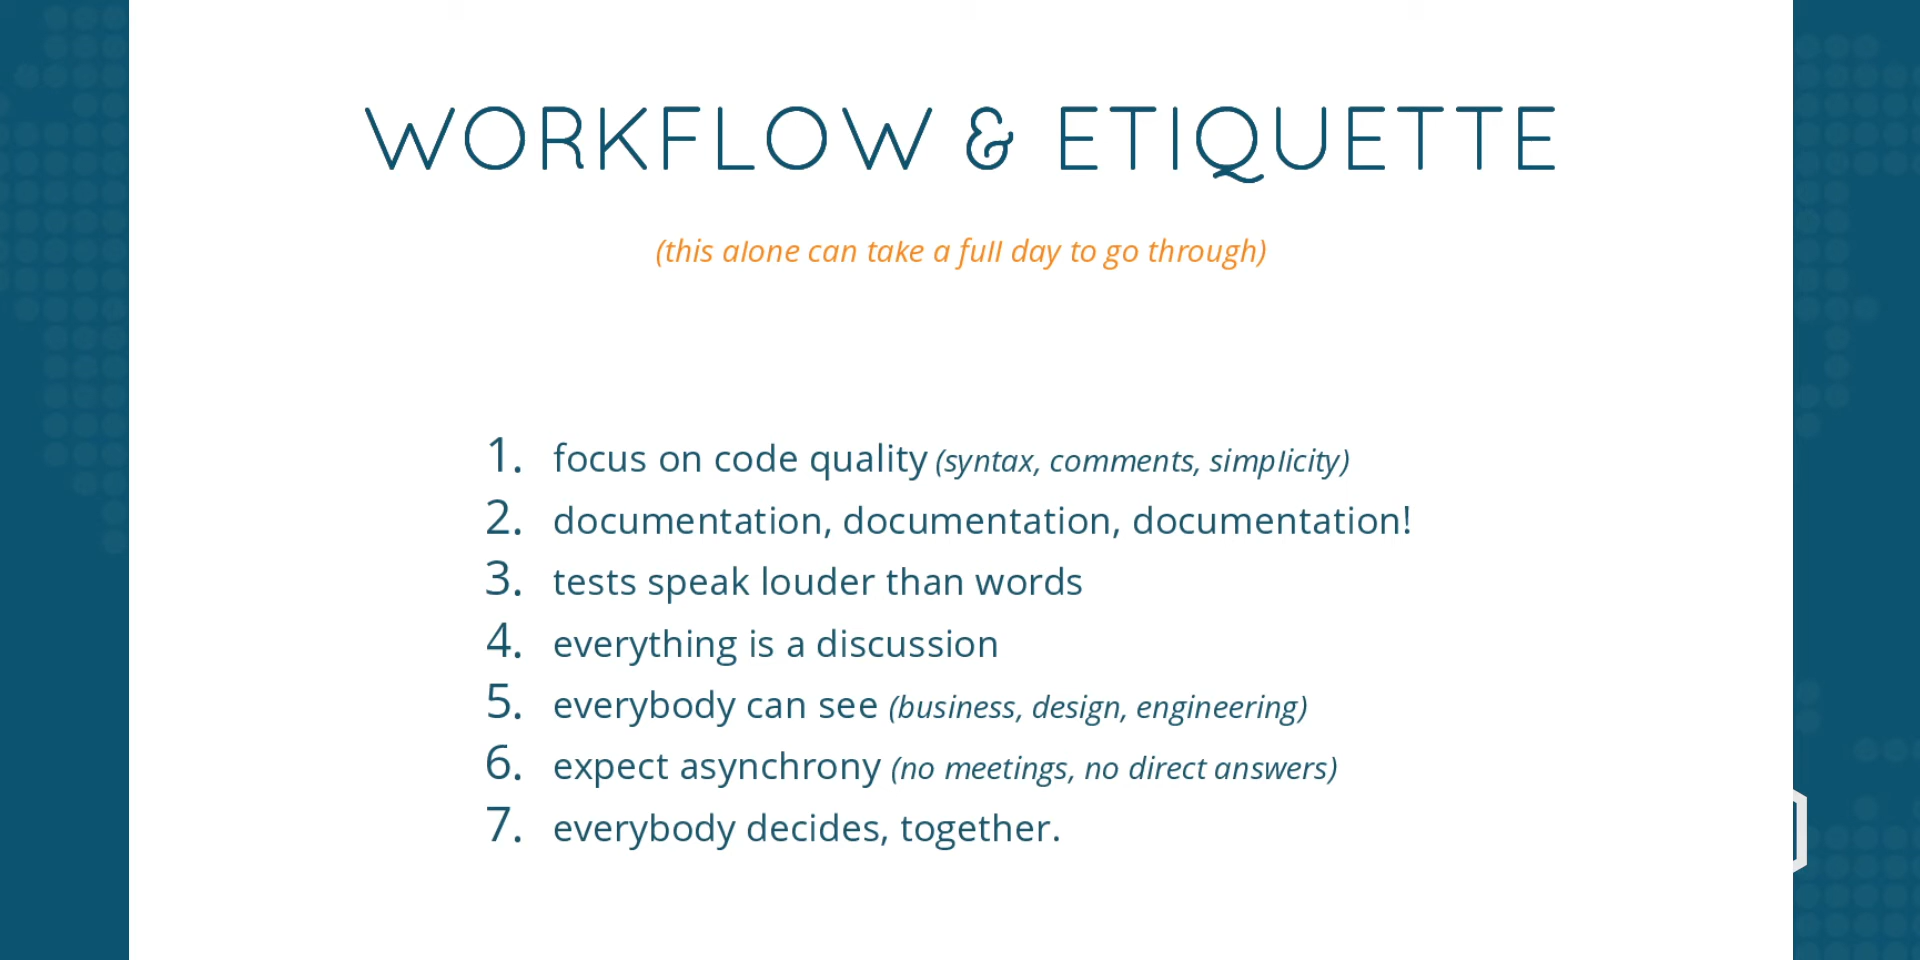 WORKFLOW & ETIQUETTE
(this alone can take a full day to go through)
1. focus on code quality (syntax, comments, simplicity)
2. documentation, documentation, documentation!
3. tests speak louder than words
4. everything is a discussion
5. everybody can see (business, design, engineering)
6. expect asynchrony (no meetings, no direct answers)
7. everybody decides, together.